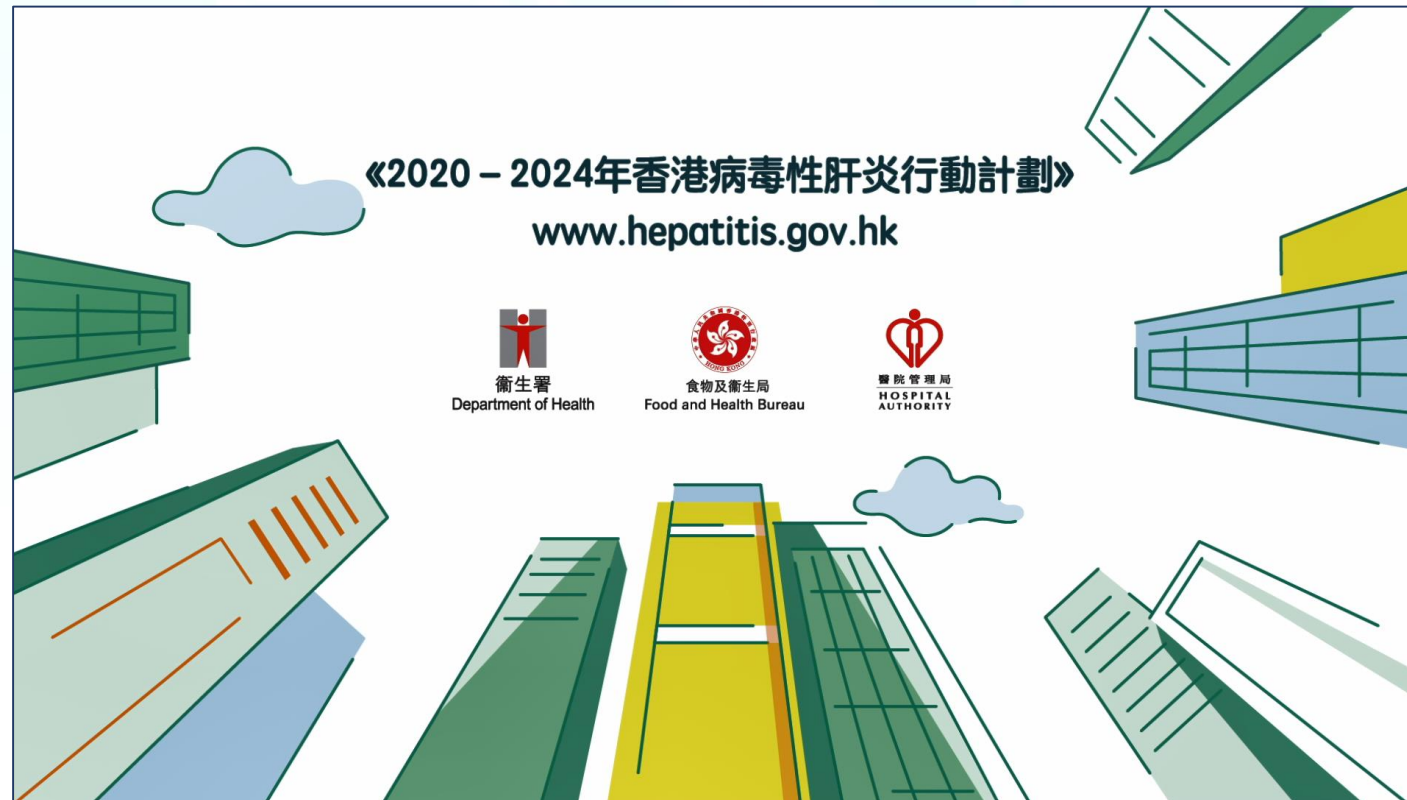 《2020 – 2024年香港病毒性肝炎行動計劃》
www.hepatitis.gov.hk
衞生署
Department of Health
HONG KONG
食物及衞生局
Food and Health Bureau
醫院管理局
HOSPITAL
AUTHORITY